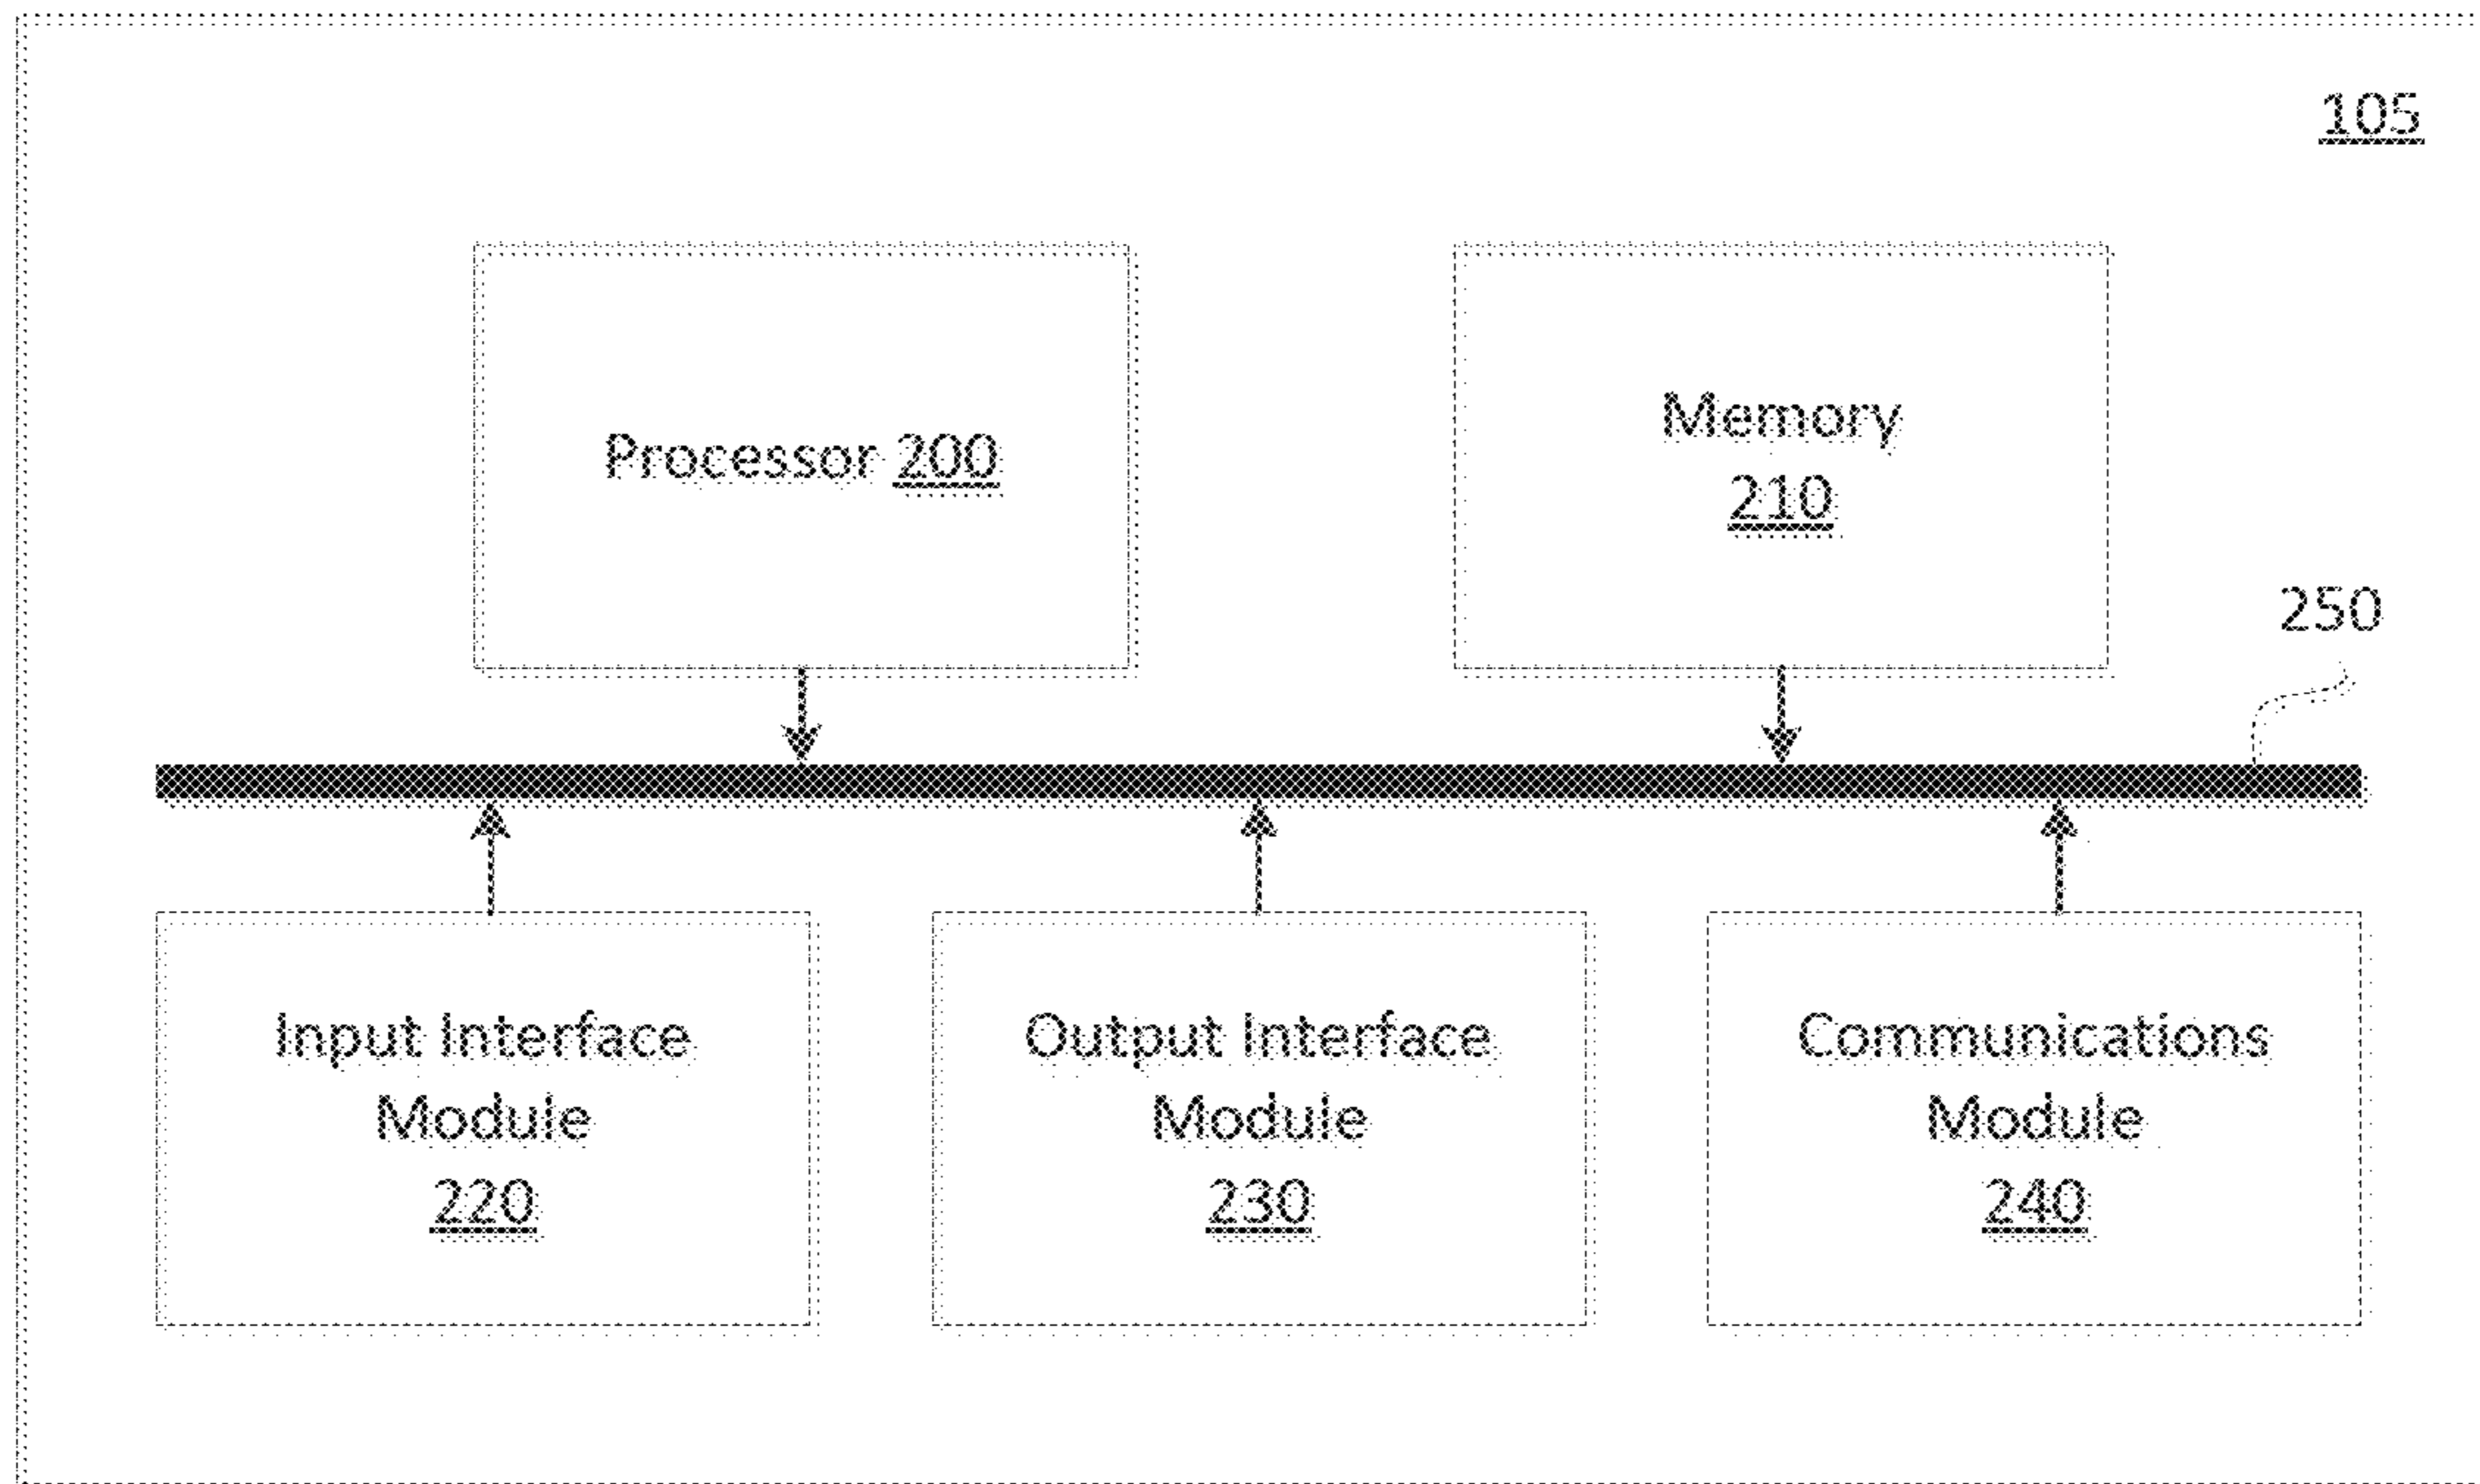 105
Processor 200
Memory
210
250
Input Interface
Module
220
Output Interface
Module
230
Communications
Module
240